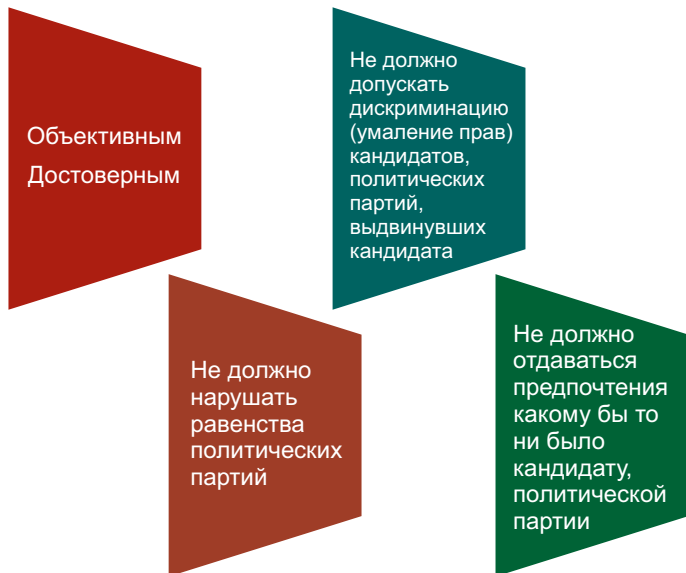 Объективным
Достоверным
Не должно
допускать
дискриминацию
(умаление прав)
кандидатов,
политических
партий,
выдвинувших
кандидата
Не должно
нарушать
равенства
политических
партий
Не должно
отдаваться
предпочтения
какому бы то
ни было
кандидату,
политической
партии